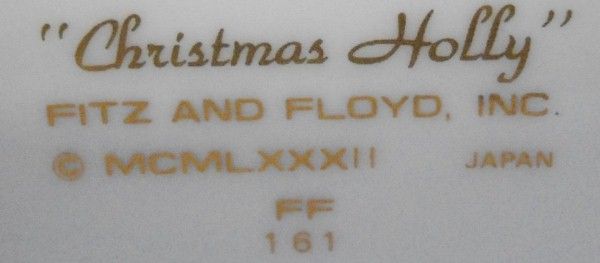 "Christmas Holly"
FITZ AND FLOYD, INC.
© MCMLXXXII JAPAN
FF
161